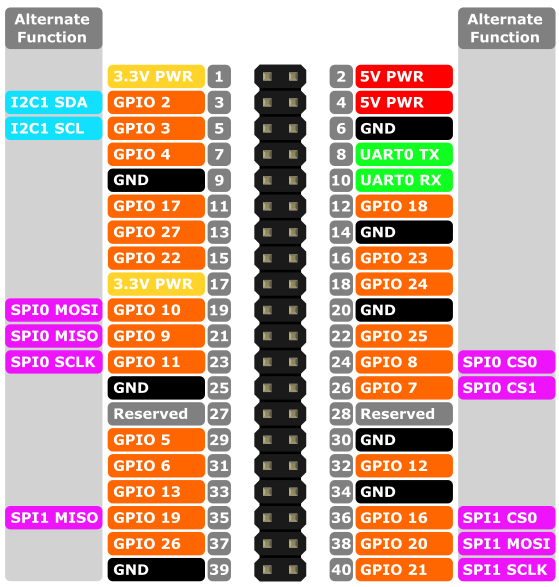 Alternate
Function
Alternate
Function
3.3V PWR 1 2 5V PWR
I2C1 SDA GPIO 2 3 4 5V PWR
I2C1 SCL GPIO 3 5 6 GND
GPIO 4 7 8 UART0 TX
GND 9 10 UART0 RX
GPIO 17 11 12 GPIO 18
GPIO 27 13 14 GND
GPIO 22 15 16 GPIO 23
3.3V PWR 17 18 GPIO 24
SPI0 MOSI GPIO 10 19 20 GND
SPI0 MISO GPIO 9 21 22 GPIO 25
SPI0 SCLK GPIO 11 23 24 GPIO 8 SPI0 CS0
GND 25 26 GPIO 7 SPI0 CS1
Reserved 27 28 Reserved
GPIO 5 29 30 GND
GPIO 6 31 32 GPIO 12
GPIO 13 33 34 GND
SPI1 MISO GPIO 19 35 36 GPIO 16 SPI1 CS0
GPIO 26 37 38 GPIO 20 SPI1 MOSI
GND 39 40 GPIO 21 SPI1 SCLK